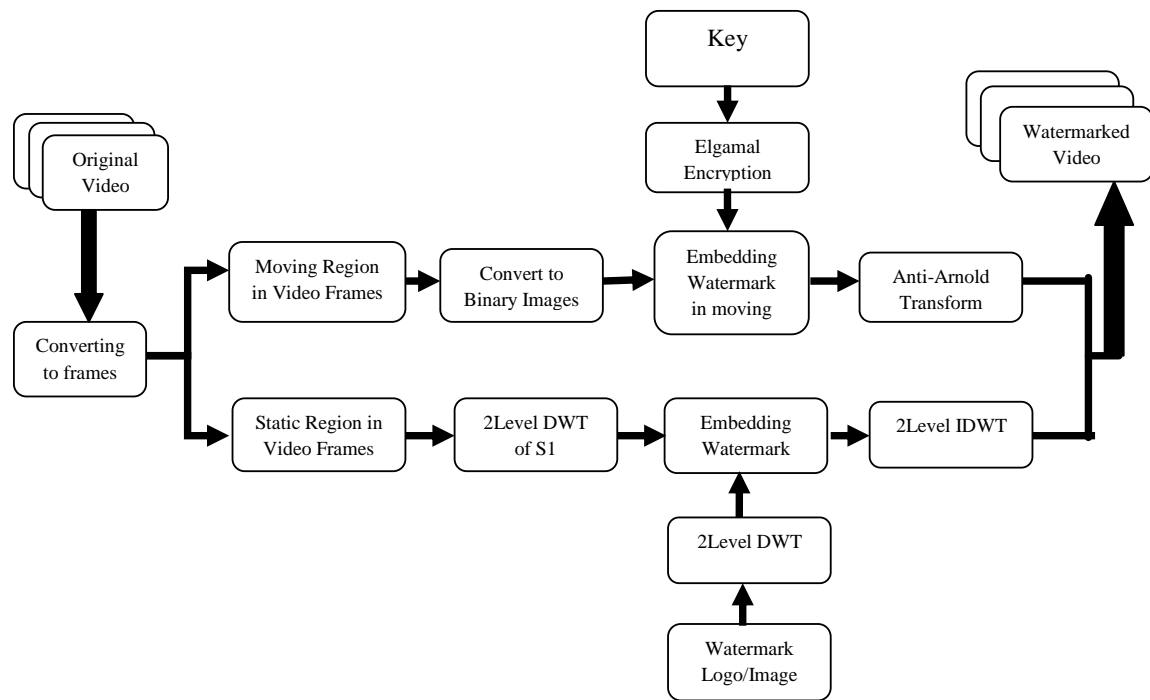 Key
Elgamal
Encryption
Original
Video
Watermarked
Video
Converting
to frames
Moving Region
in Video Frames
Convert to
Binary Images
Embedding
Watermark
in moving
Anti-Arnold
Transform
Static Region in
Video Frames
2Level DWT
of S1
Embedding
Watermark
2Level IDWT
2Level DWT
Watermark
Logo/Image